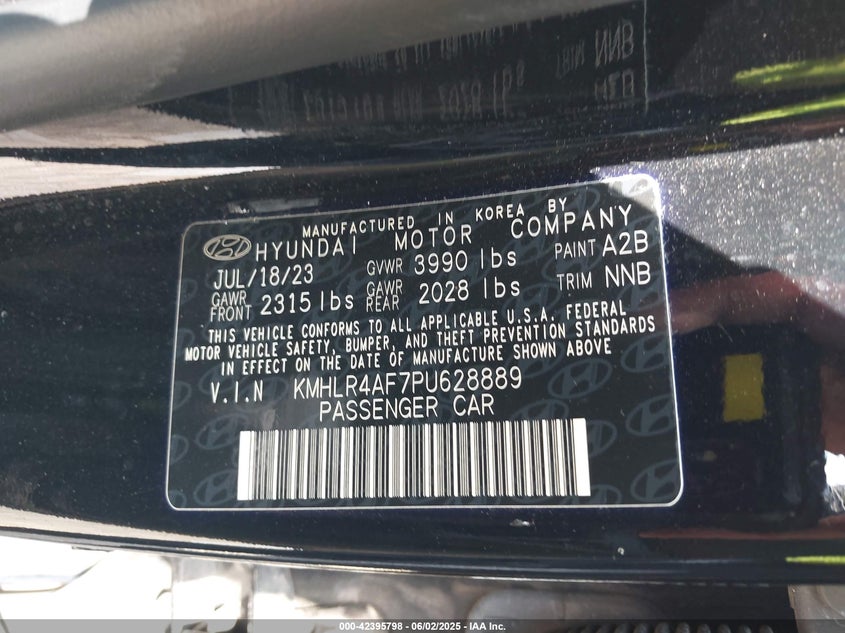 MANUFACTURED IN KOREA BY
HYUNDAI MOTOR COMPANY
JUL/18/23 GVWR 3990 lbs PAINT A2B
GAWR FRONT 2315 lbs GAWR REAR 2028 lbs TRIM NNB
THIS VEHICLE CONFORMS TO ALL APPLICABLE U.S.A. FEDERAL
MOTOR VEHICLE SAFETY, BUMPER, AND THEFT PREVENTION STANDARDS
IN EFFECT ON THE DATE OF MANUFACTURE SHOWN ABOVE
V.I.N KMHLR4AF7PU628889
PASSENGER CAR
000-42395798 - 06/02/2025 - IAA Inc.